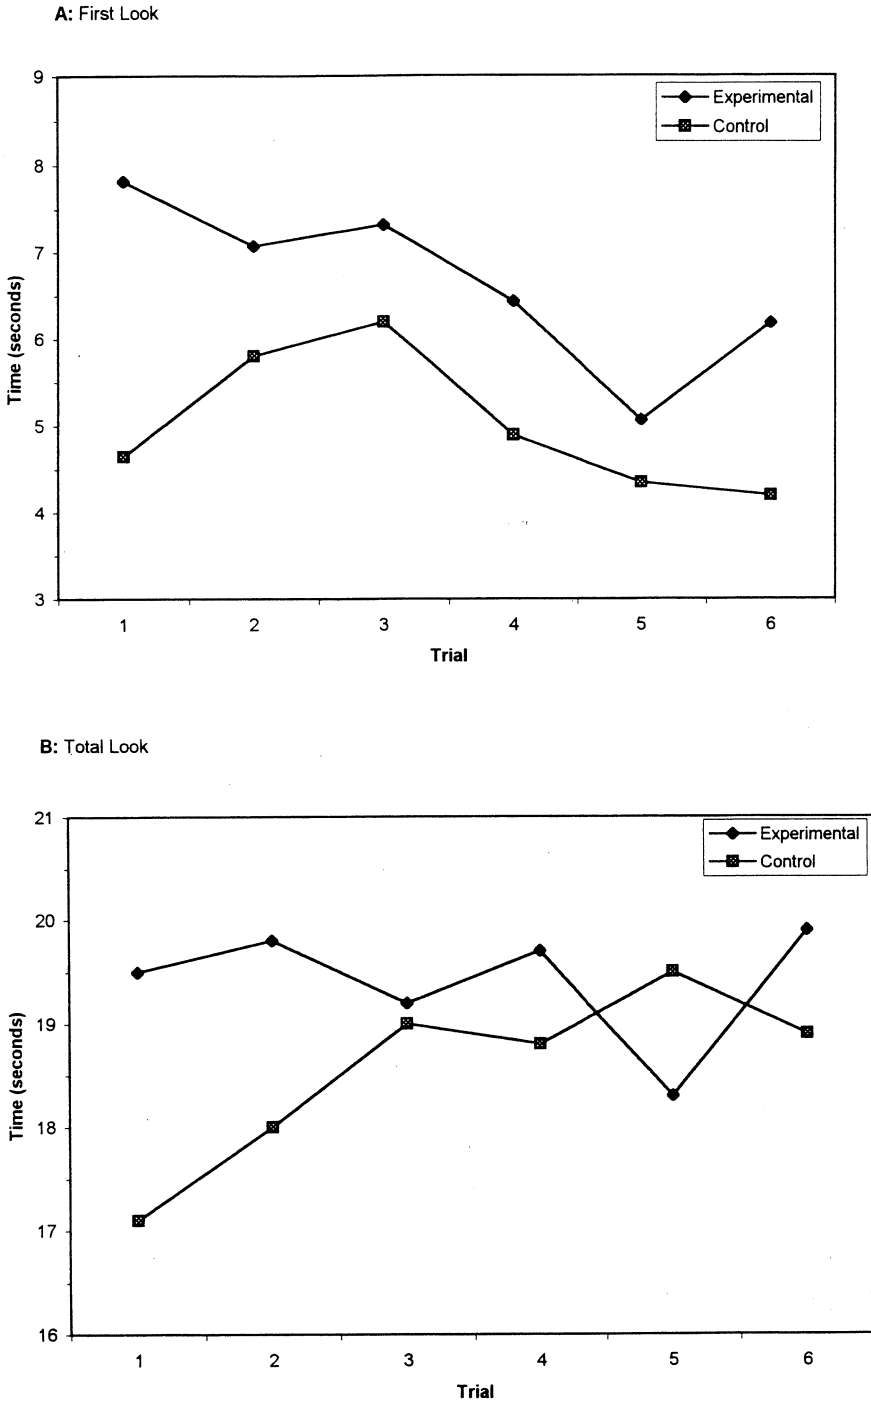 A: First Look
9
Experimental
Control
8
7
6
5
4
3
Time (seconds)
1 2 3 4 5 6
Trial
B: Total Look
21
Experimental
Control
20
19
18
17
16
Time (seconds)
1 2 3 4 5 6
Trial